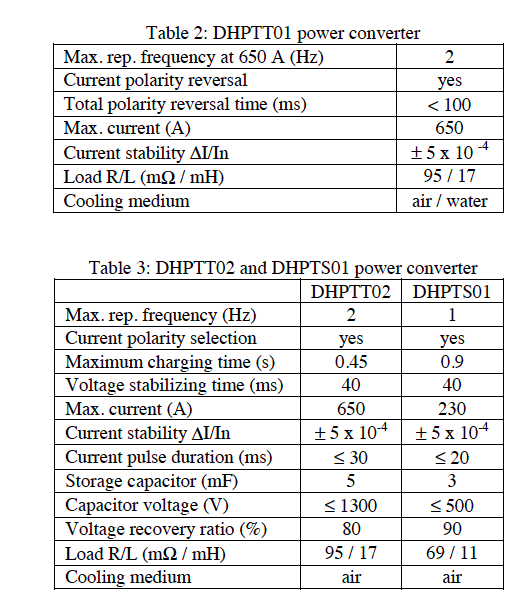 Table 2: DHPTT01 power converter
Max. rep. frequency at 650 A (Hz) 2
Current polarity reversal yes
Total polarity reversal time (ms) < 100
Max. current (A) 650
Current stability ΔI/In ± 5 x 10 -4
Load R/L (mΩ / mH) 95 / 17
Cooling medium air / water
Table 3: DHPTT02 and DHPTS01 power converter
DHPTT02 DHPTS01
Max. rep. frequency (Hz) 2 1
Current polarity selection yes yes
Maximum charging time (s) 0.45 0.9
Voltage stabilizing time (ms) 40 40
Max. current (A) 650 230
Current stability ΔI/In ± 5 x 10-4 ± 5 x 10-4
Current pulse duration (ms) ≤ 30 ≤ 20
Storage capacitor (mF) 5 3
Capacitor voltage (V) ≤ 1300 ≤ 500
Voltage recovery ratio (%) 80 90
Load R/L (mΩ / mH) 95 / 17 69 / 11
Cooling medium air air